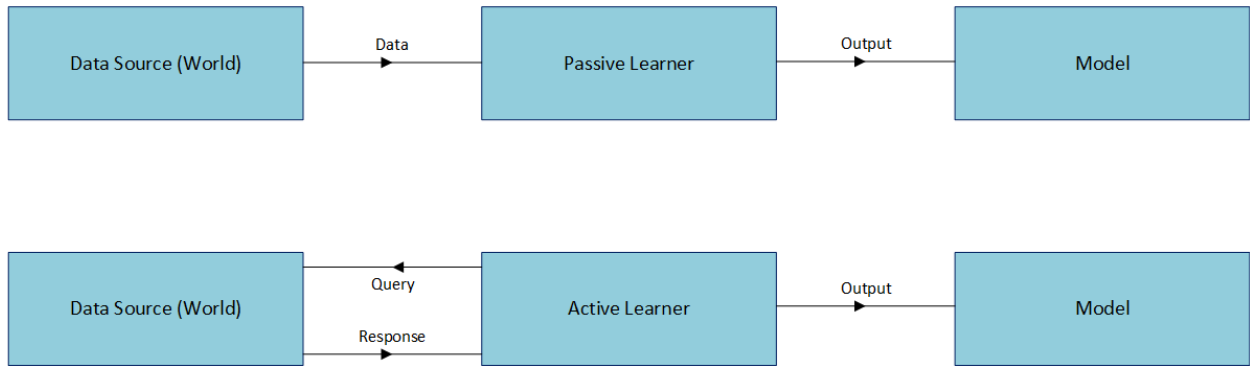 Data Source (World)
Data
Passive Learner
Output
Model
Data Source (World)
Query
Response
Active Learner
Output
Model